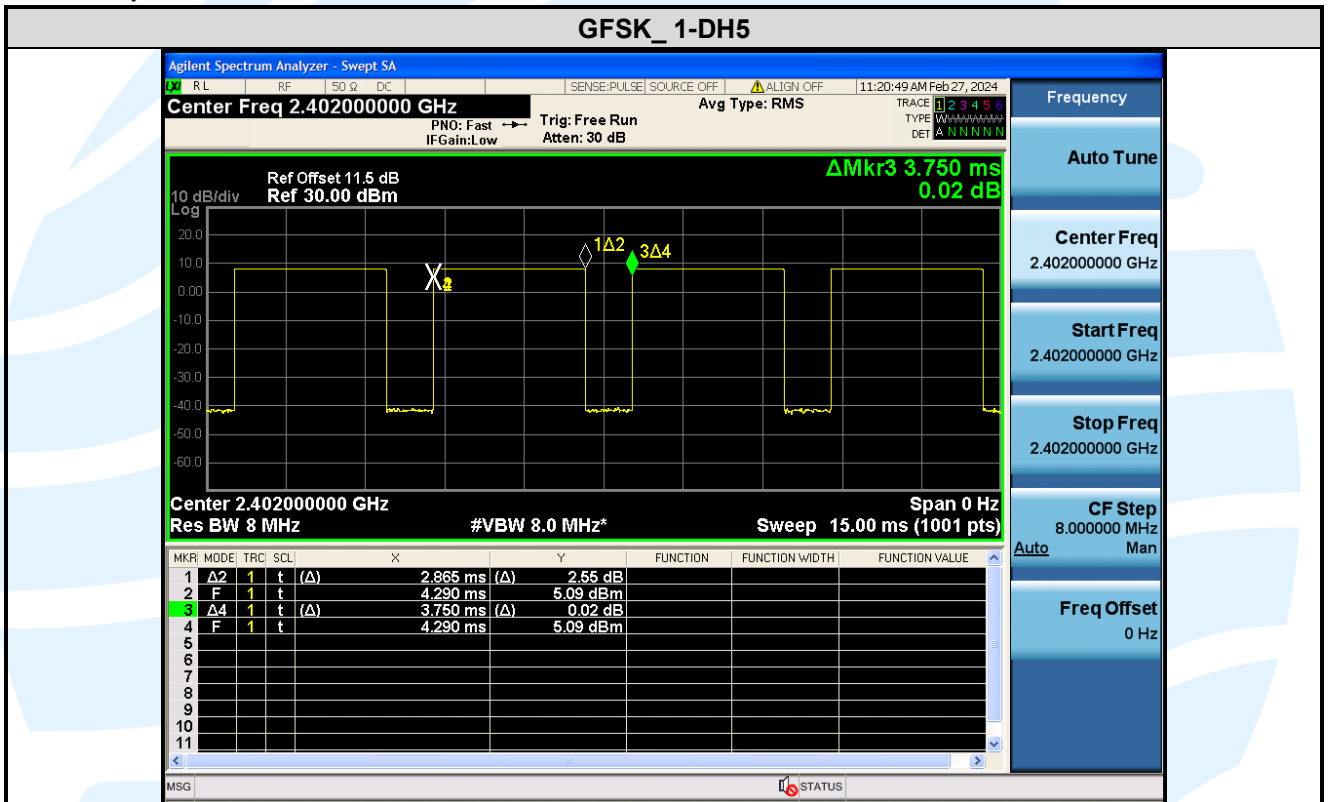 GFSK_ 1-DH5
Agilent Spectrum Analyzer - Swept SA
LXI RL RF 50 Ω DC SENSE:PULSE SOURCE OFF ALIGN OFF 11:20:49 AM Feb 27, 2024
Center Freq 2.402000000 GHz Avg Type: RMS TRACE 1 2 3 4 5 6
PNO: Fast Trig: Free Run TYPE
IFGain:Low Atten: 30 dB DET A N N N N N
ΔMkr3 3.750 ms
0.02 dB
Ref Offset 11.5 dB
10 dB/div Ref 30.00 dBm
Log
20.0
10.0
0.00
-10.0
-20.0
-30.0
-40.0
-50.0
-60.0
1Δ2
3Δ4
Center 2.402000000 GHz Span 0 Hz
Res BW 8 MHz #VBW 8.0 MHz* Sweep 15.00 ms (1001 pts)
MKR MODE TRC SCL X Y FUNCTION FUNCTION WIDTH FUNCTION VALUE
1 Δ2 1 t (Δ) 2.865 ms (Δ) 2.55 dB
2 F 1 t 4.290 ms 5.09 dBm
3 Δ4 1 t (Δ) 3.750 ms (Δ) 0.02 dB
4 F 1 t 4.290 ms 5.09 dBm
5
6
7
8
9
10
11
MSG STATUS
Frequency
Auto Tune
Center Freq
2.402000000 GHz
Start Freq
2.402000000 GHz
Stop Freq
2.402000000 GHz
CF Step
8.000000 MHz
Auto Man
Freq Offset
0 Hz